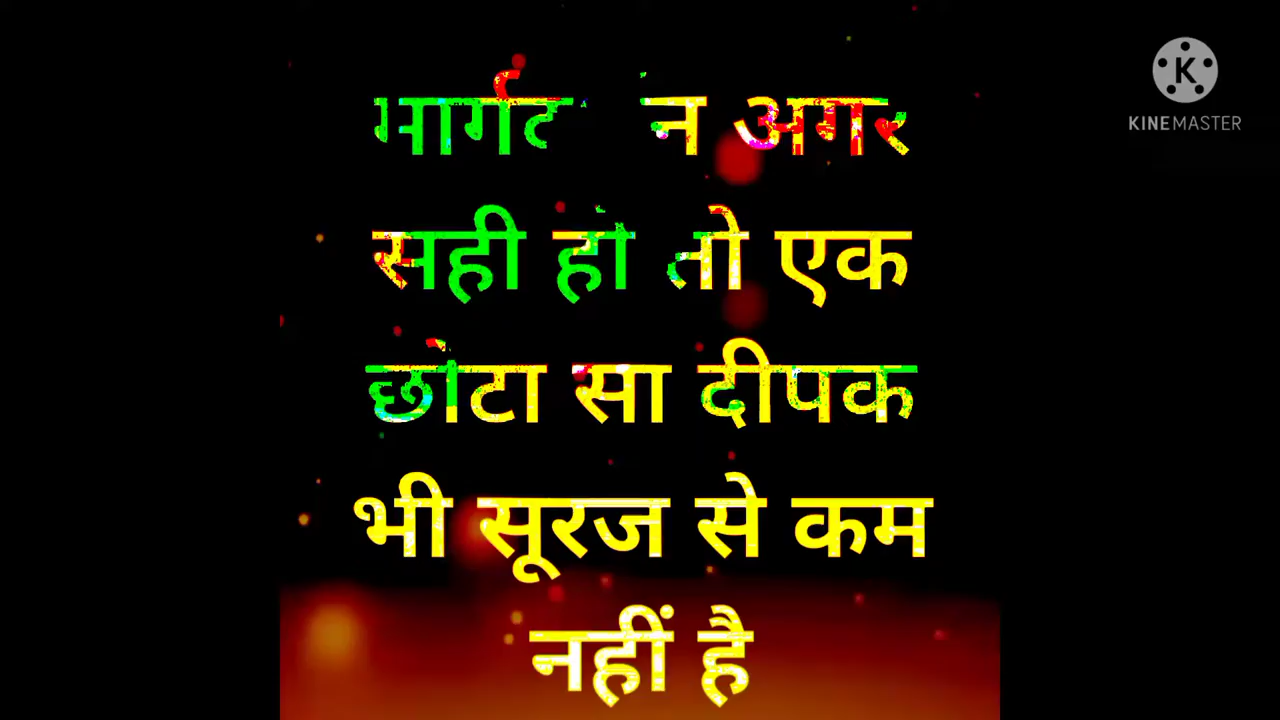 अगर
सही हो तो एक
छोटा सा दीपक
भी सूरज से कम
नहीं है
KINEMASTER